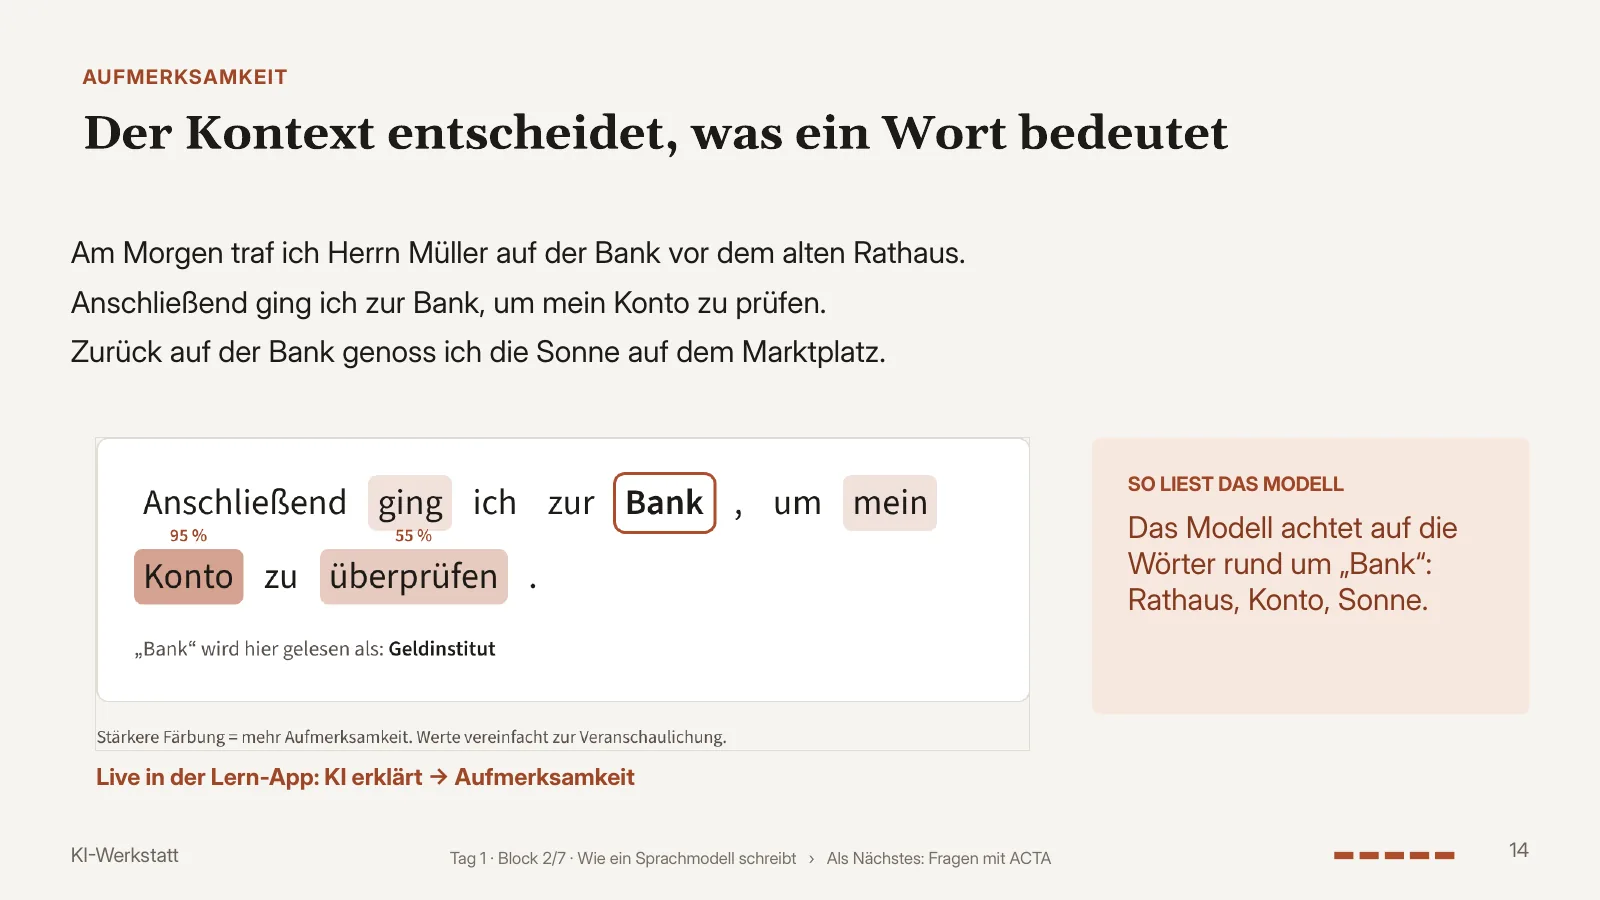 AUFMERKSAMKEIT
Der Kontext entscheidet, was ein Wort bedeutet
Am Morgen traf ich Herrn Müller auf der Bank vor dem alten Rathaus.
Anschließend ging ich zur Bank, um mein Konto zu prüfen.
Zurück auf der Bank genoss ich die Sonne auf dem Marktplatz.
Anschließend ging ich zur Bank , um mein
95 % 55 %
Konto zu überprüfen .
„Bank“ wird hier gelesen als: Geldinstitut
Stärkere Färbung = mehr Aufmerksamkeit. Werte vereinfacht zur Veranschaulichung.
Live in der Lern-App: KI erklärt → Aufmerksamkeit
SO LIEST DAS MODELL
Das Modell achtet auf die
Wörter rund um „Bank“:
Rathaus, Konto, Sonne.
KI-Werkstatt
Tag 1 · Block 2/7 · Wie ein Sprachmodell schreibt › Als Nächstes: Fragen mit ACTA
14